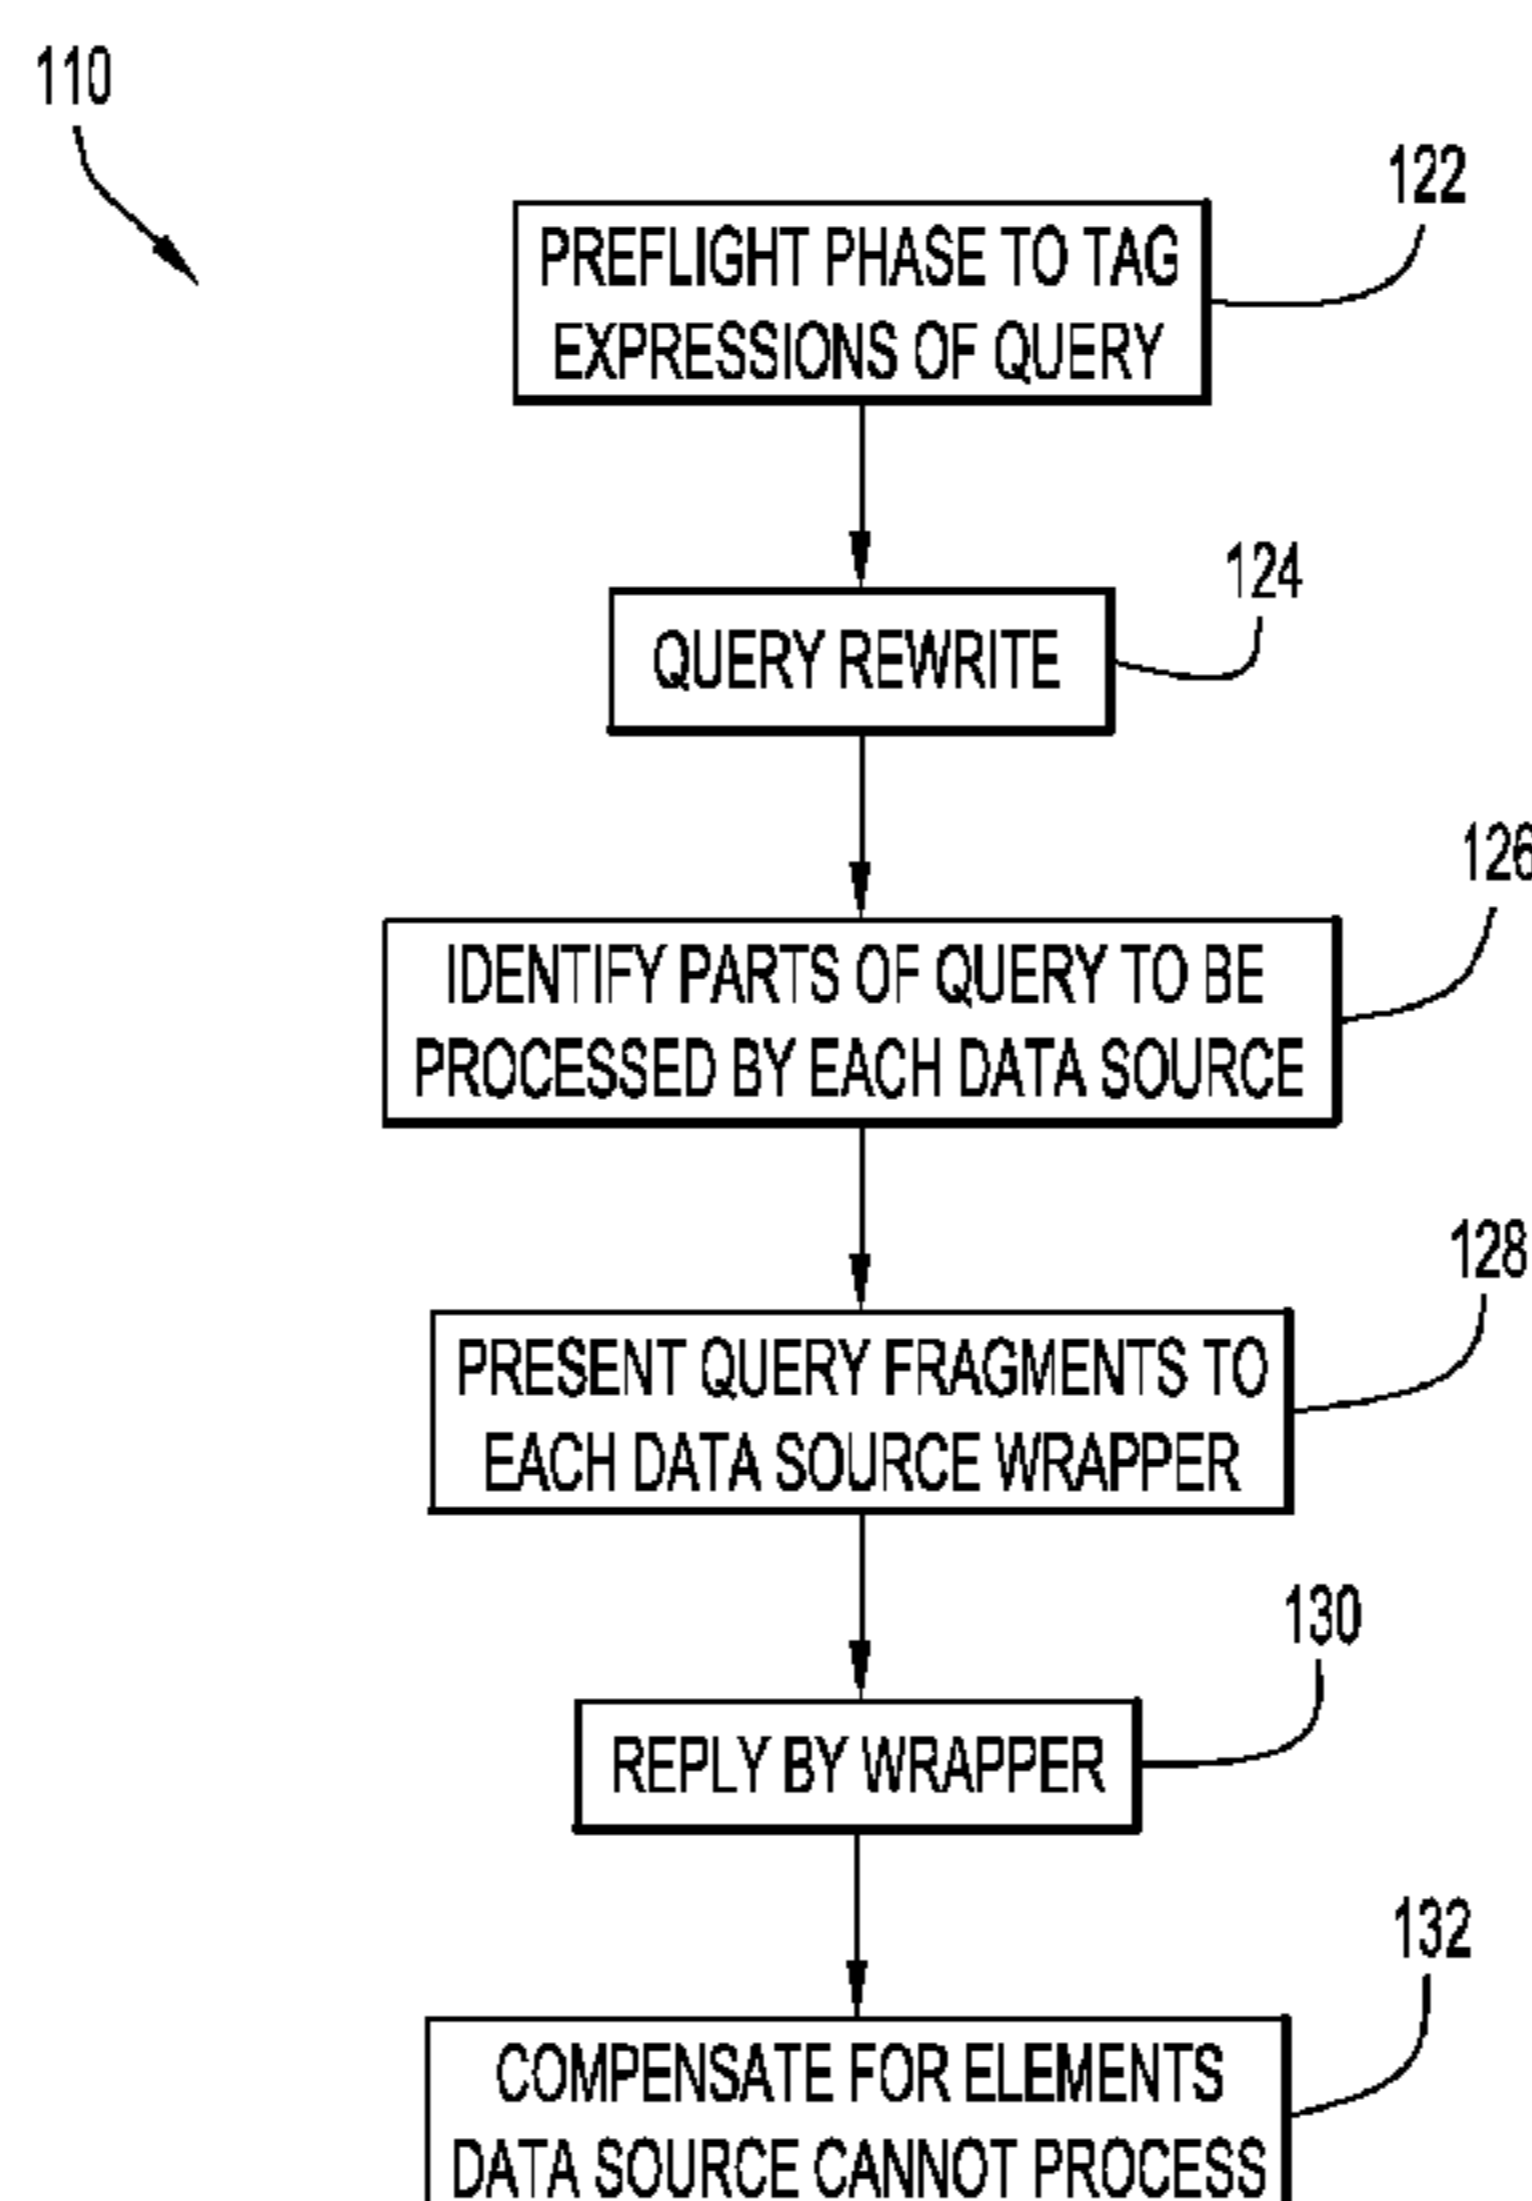 110
122
PREFLIGHT PHASE TO TAG
EXPRESSIONS OF QUERY
124
QUERY REWRITE
126
IDENTIFY PARTS OF QUERY TO BE
PROCESSED BY EACH DATA SOURCE
128
PRESENT QUERY FRAGMENTS TO
EACH DATA SOURCE WRAPPER
130
REPLY BY WRAPPER
132
COMPENSATE FOR ELEMENTS
DATA SOURCE CANNOT PROCESS